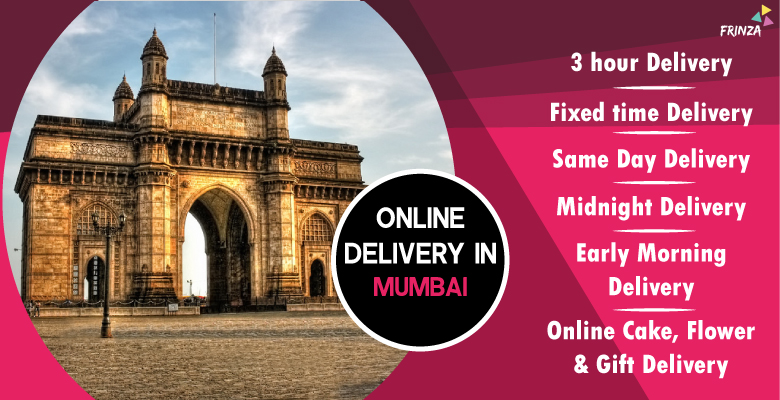 FRINZA
3 hour Delivery
Fixed time Delivery
Same Day Delivery
Midnight Delivery
Early Morning
Delivery
Online Cake, Flower
& Gift Delivery
ONLINE
DELIVERY IN
MUMBAI